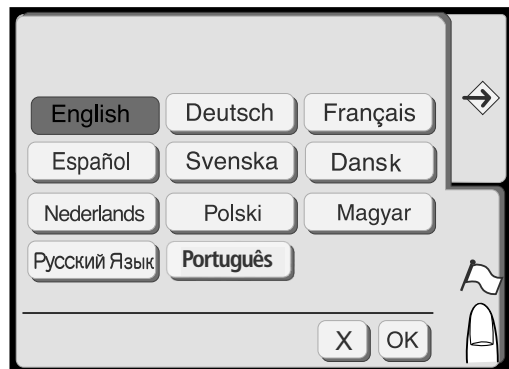 English Deutsch Français
Español Svenska Dansk
Nederlands Polski Magyar
Русский Язык Português
X OK